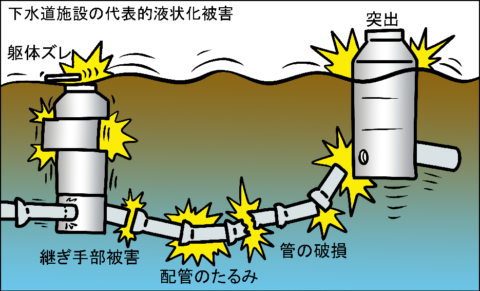 下水道施設の代表的液状化被害
突出
躯体ズレ
継ぎ手部被害
管の破損
配管のたるみ